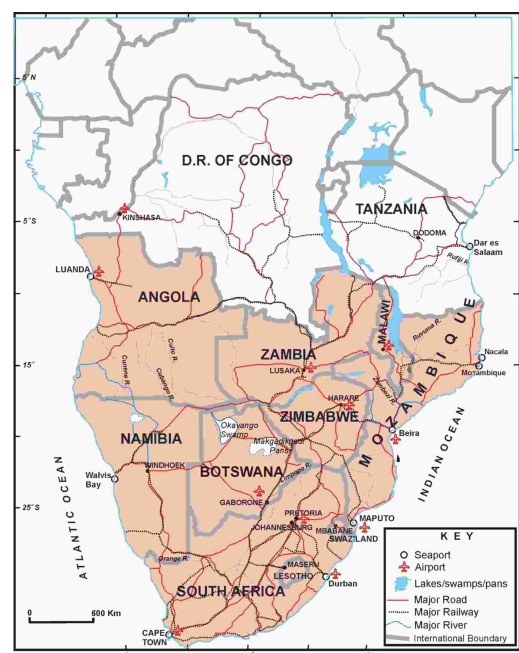 5°N
D.R. OF CONGO
TANZANIA
KINSHASA
5°S
DODOMA
Dar es
Salaam
Rufiji R.
LUANDA
ANGOLA
MALAWI
MOZAMBIQUE
Ruvuma R.
Cuito R.
Cunene R.
Cubango R.
15°
ZAMBIA
LUSAKA
Nacala
Mozambique
Zambezi R.
HARARE
ZIMBABWE
Okavango
Swamp
Makgadikgadi
Pans
Beira
NAMIBIA
WINDHOEK
BOTSWANA
Limpopo R.
Walvis
Bay
GABORONE
25°S
PRETORIA
JOHANNESBURG
MAPUTO
MBABANE
SWAZ'LAND
ATLANTIC OCEAN
INDIAN OCEAN
Orange R.
MASERU
LESOTHO
SOUTH AFRICA
Durban
CAPE
TOWN
0 600 Km
KEY
Seaport
Airport
Lakes/swamps/pans
Major Road
Major Railway
Major River
International Boundary